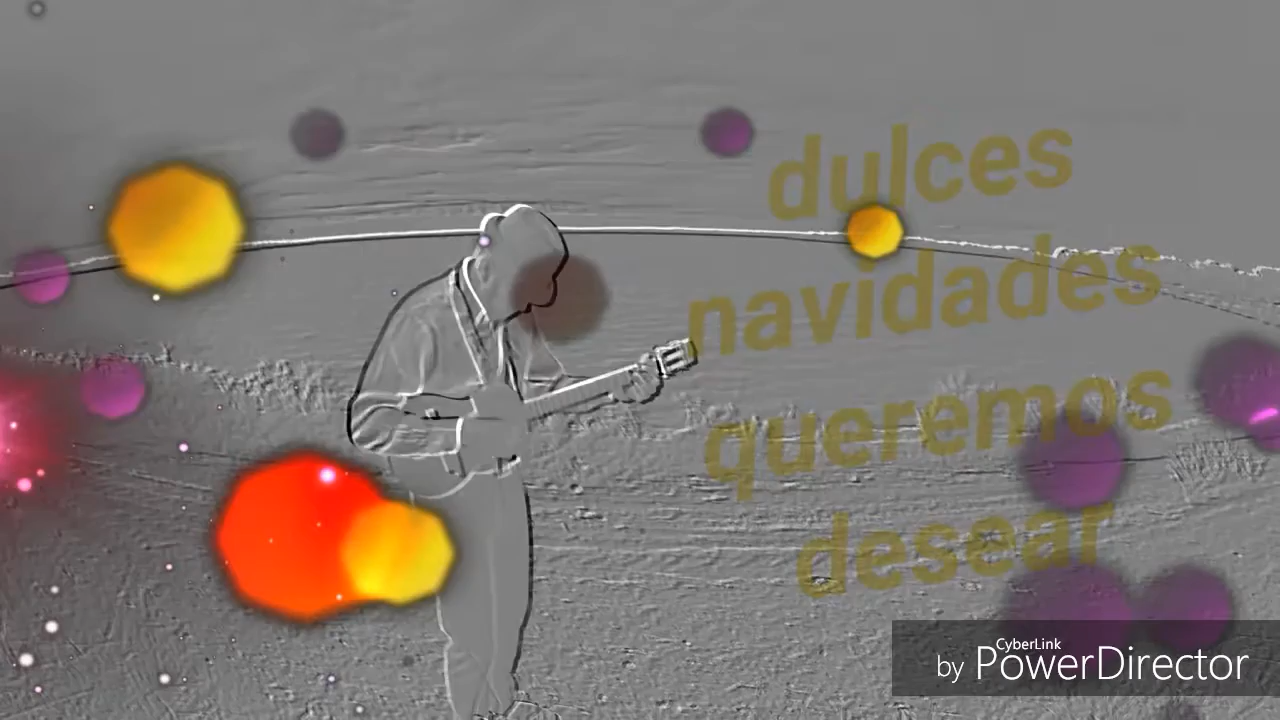 dulces
navidades
queremos
desear
CyberLink
by PowerDirector